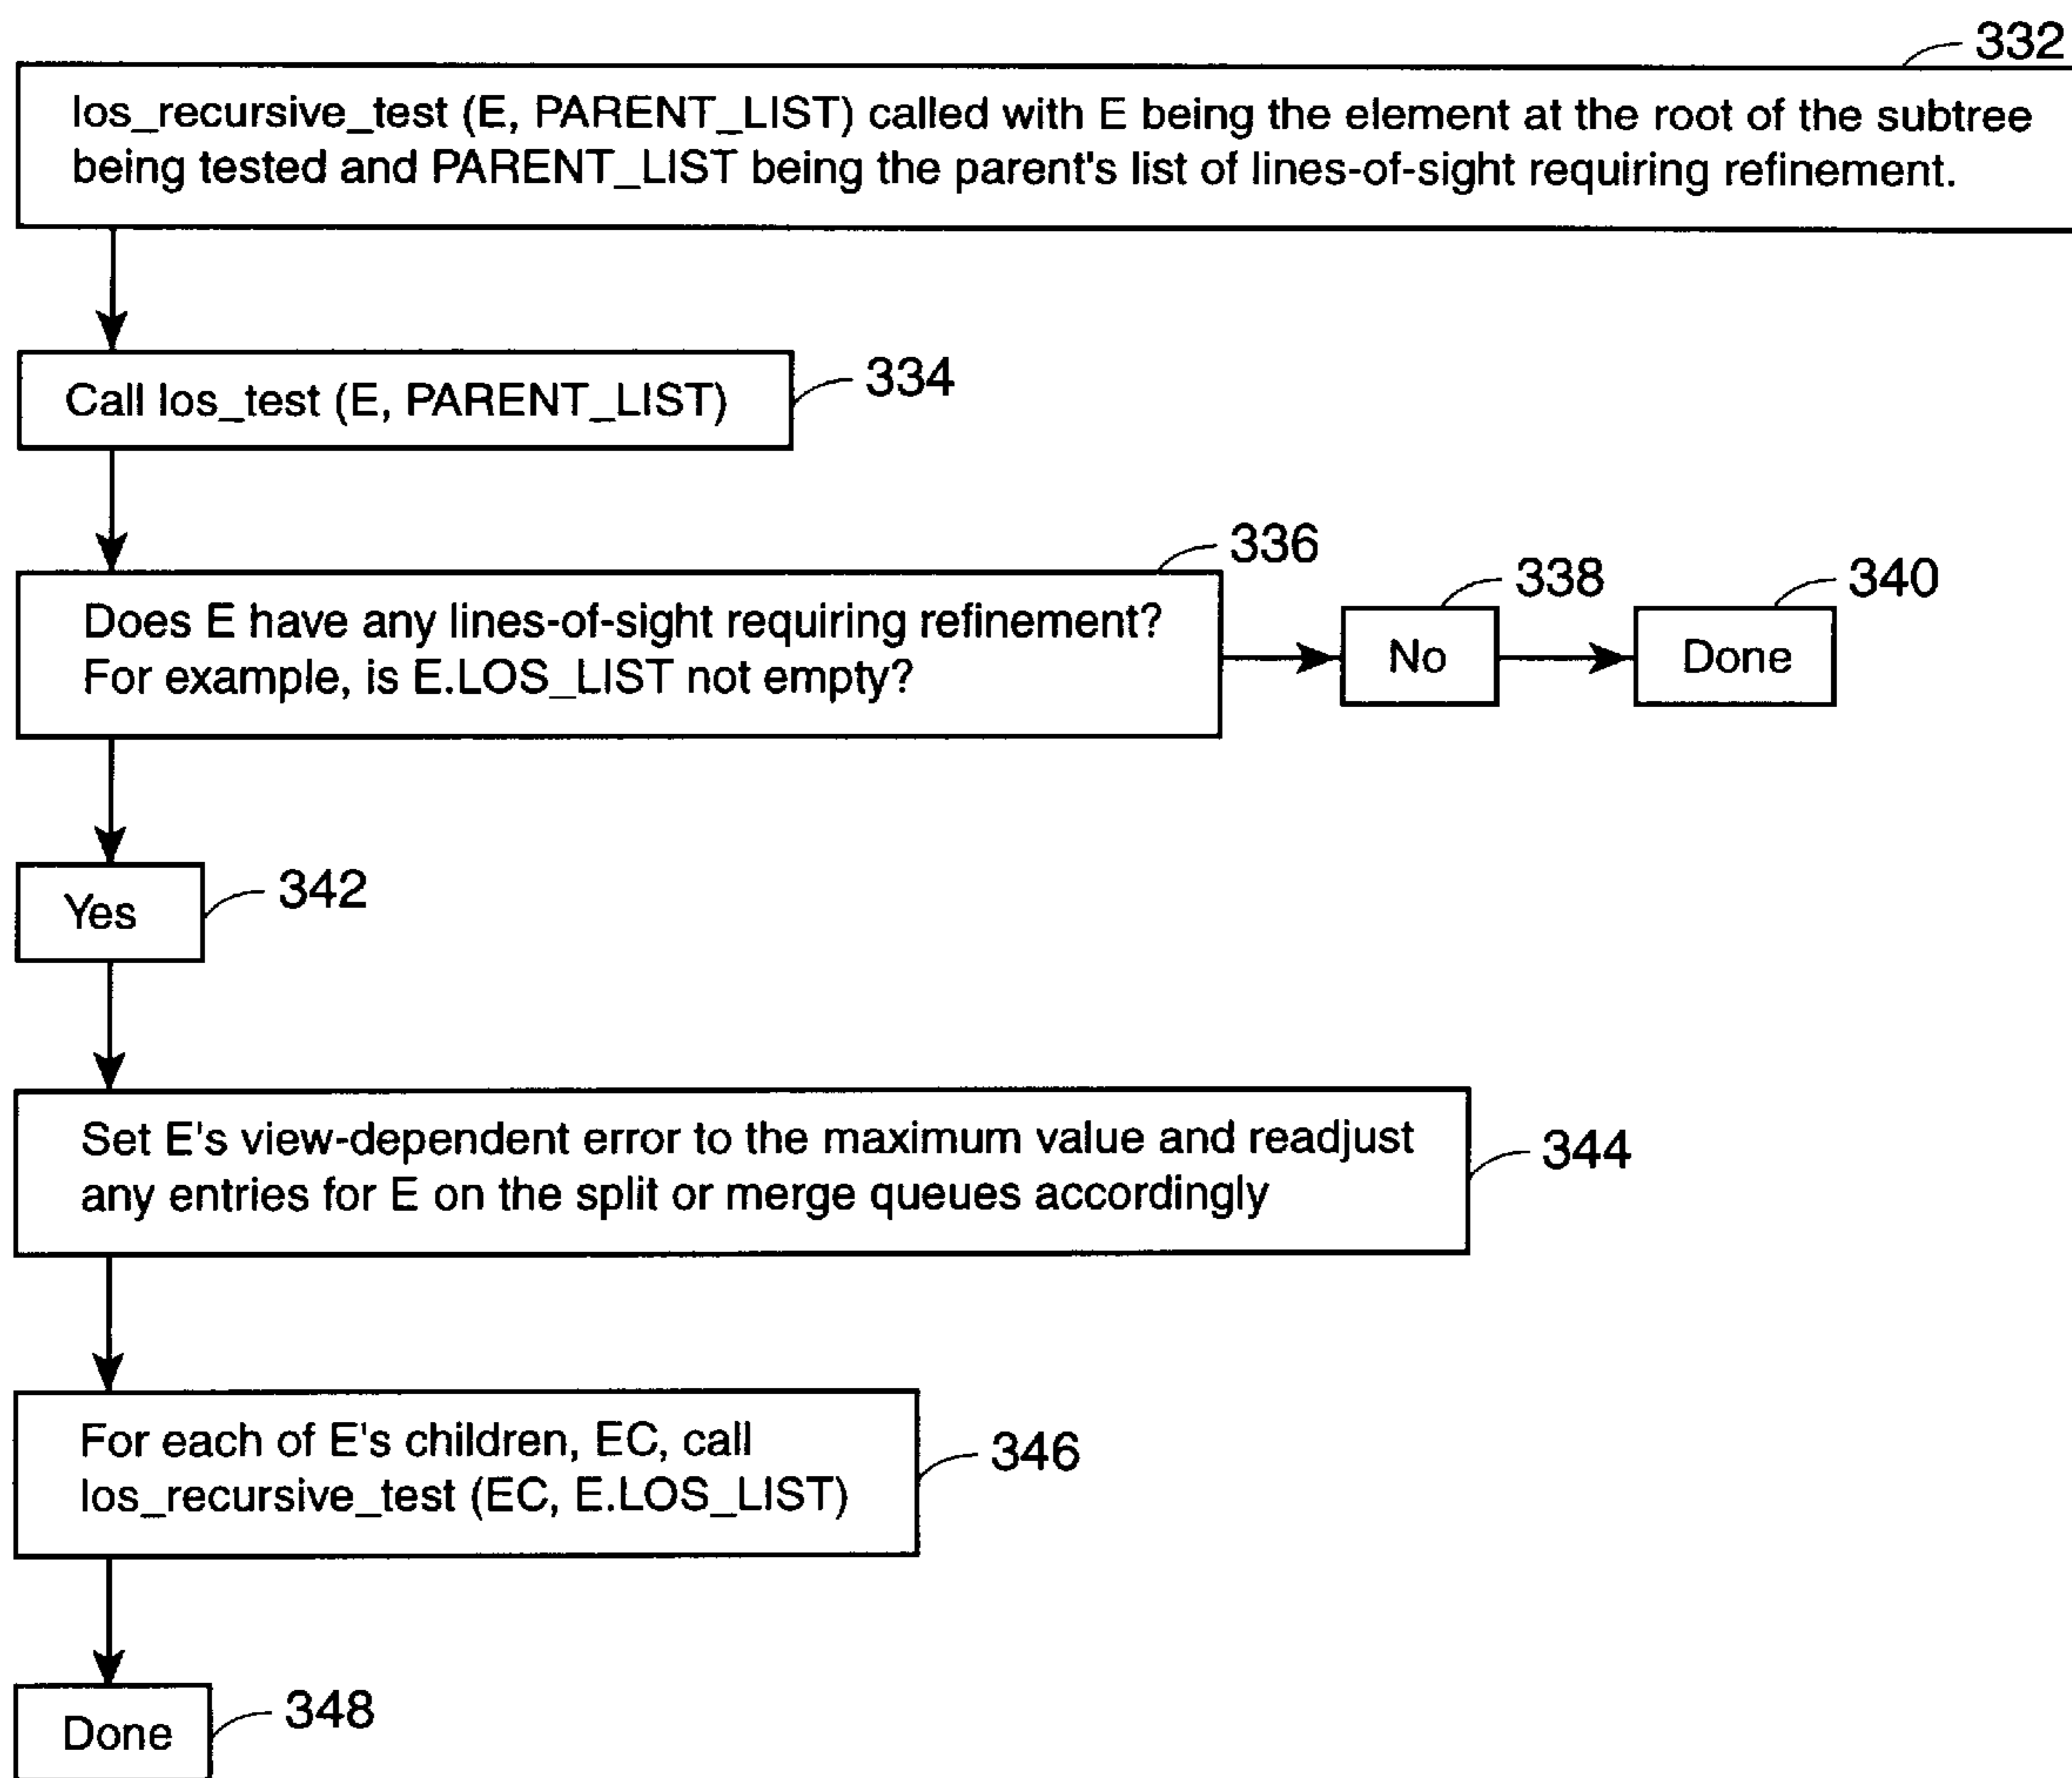 332
los_recursive_test (E, PARENT_LIST) called with E being the element at the root of the subtree
being tested and PARENT_LIST being the parent's list of lines-of-sight requiring refinement.
Call los_test (E, PARENT_LIST)
334
336
Does E have any lines-of-sight requiring refinement?
For example, is E.LOS_LIST not empty?
338
No
340
Done
Yes
342
Set E's view-dependent error to the maximum value and readjust
any entries for E on the split or merge queues accordingly
344
For each of E's children, EC, call
los_recursive_test (EC, E.LOS_LIST)
346
Done
348